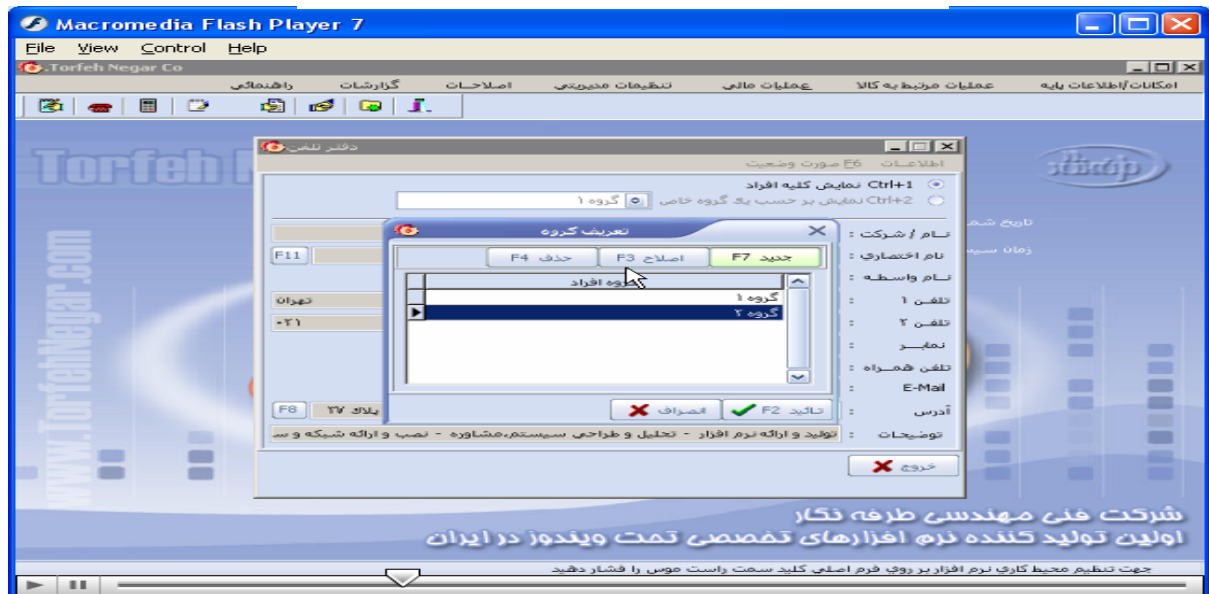 Macromedia Flash Player 7
File View Control Help
Torfeh Negar Co.
امکانات/اطلاعات پایه عملیات مرتبط به کالا عملیات مالی تنظیمات مدیریتی اصلاحات گزارشات راهنمائی
دفتر تلفن
اطلاعات F6 صورت وضعیت
Ctrl+1 نمایش کلیه افراد
Ctrl+2 نمایش بر حسب یک گروه خاص گروه ۱
Torfeh
www.TorfehNegar.com
نام / شرکت :
نام اختصاری : F11
نام واسطه :
تلفن ۱ : تهران
تلفن ۲ : ۰۲۱
نمابر :
تلفن همراه :
E-Mail :
آدرس : پلاک ۲۷ F8
توضیحات : تولید و ارائه نرم افزار - تحلیل و طراحی سیستم،مشاوره - نصب و ارائه شبکه و س
خروج
تعریف گروه
جدید F7 اصلاح F3 حذف F4
گروه افراد
گروه ۱
گروه ۲
تائید F2 انصراف
شرکت فنی مهندسی طرفه نگار
اولین تولید کننده نرم افزارهای تخصصی تحت ویندوز در ایران
جهت تنظیم محیط کاري نرم افزار بر روي فرم اصلي کلید سمت راست موس را فشار دهید